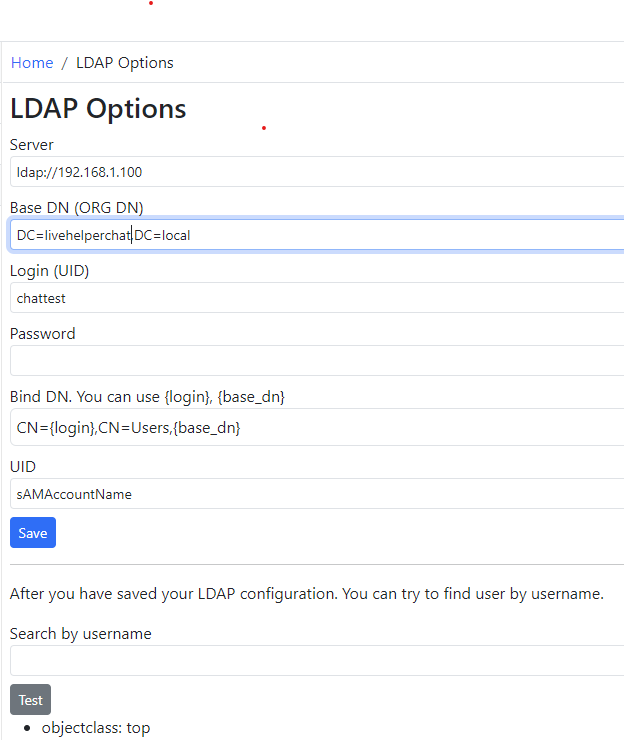 Home / LDAP Options
LDAP Options
Server
ldap://192.168.1.100
Base DN (ORG DN)
DC=livehelperchat,DC=local
Login (UID)
chattest
Password
Bind DN. You can use {login}, {base_dn}
CN={login},CN=Users,{base_dn}
UID
sAMAccountName
Save
After you have saved your LDAP configuration. You can try to find user by username.
Search by username
Test
• objectclass: top